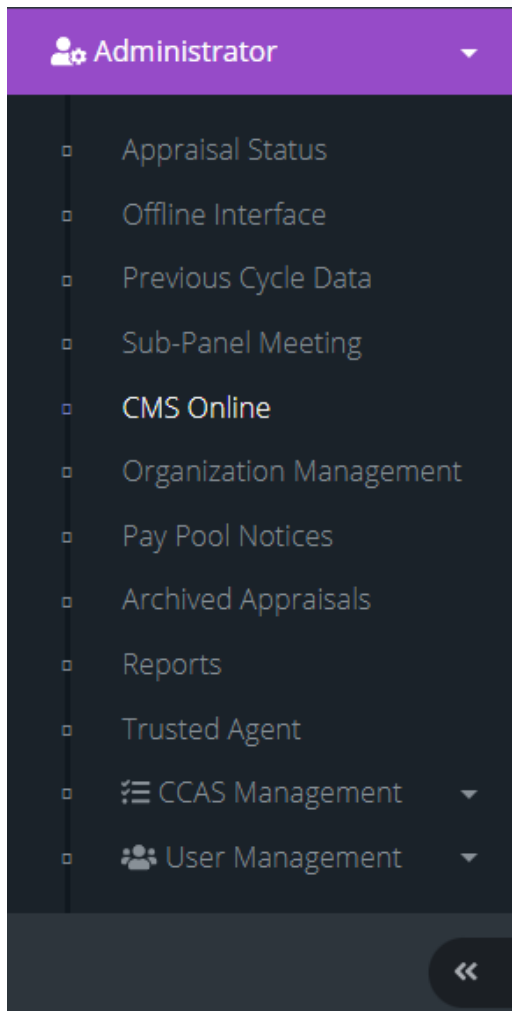 Administrator
Appraisal Status
Offline Interface
Previous Cycle Data
Sub-Panel Meeting
CMS Online
Organization Management
Pay Pool Notices
Archived Appraisals
Reports
Trusted Agent
CCAS Management
User Management